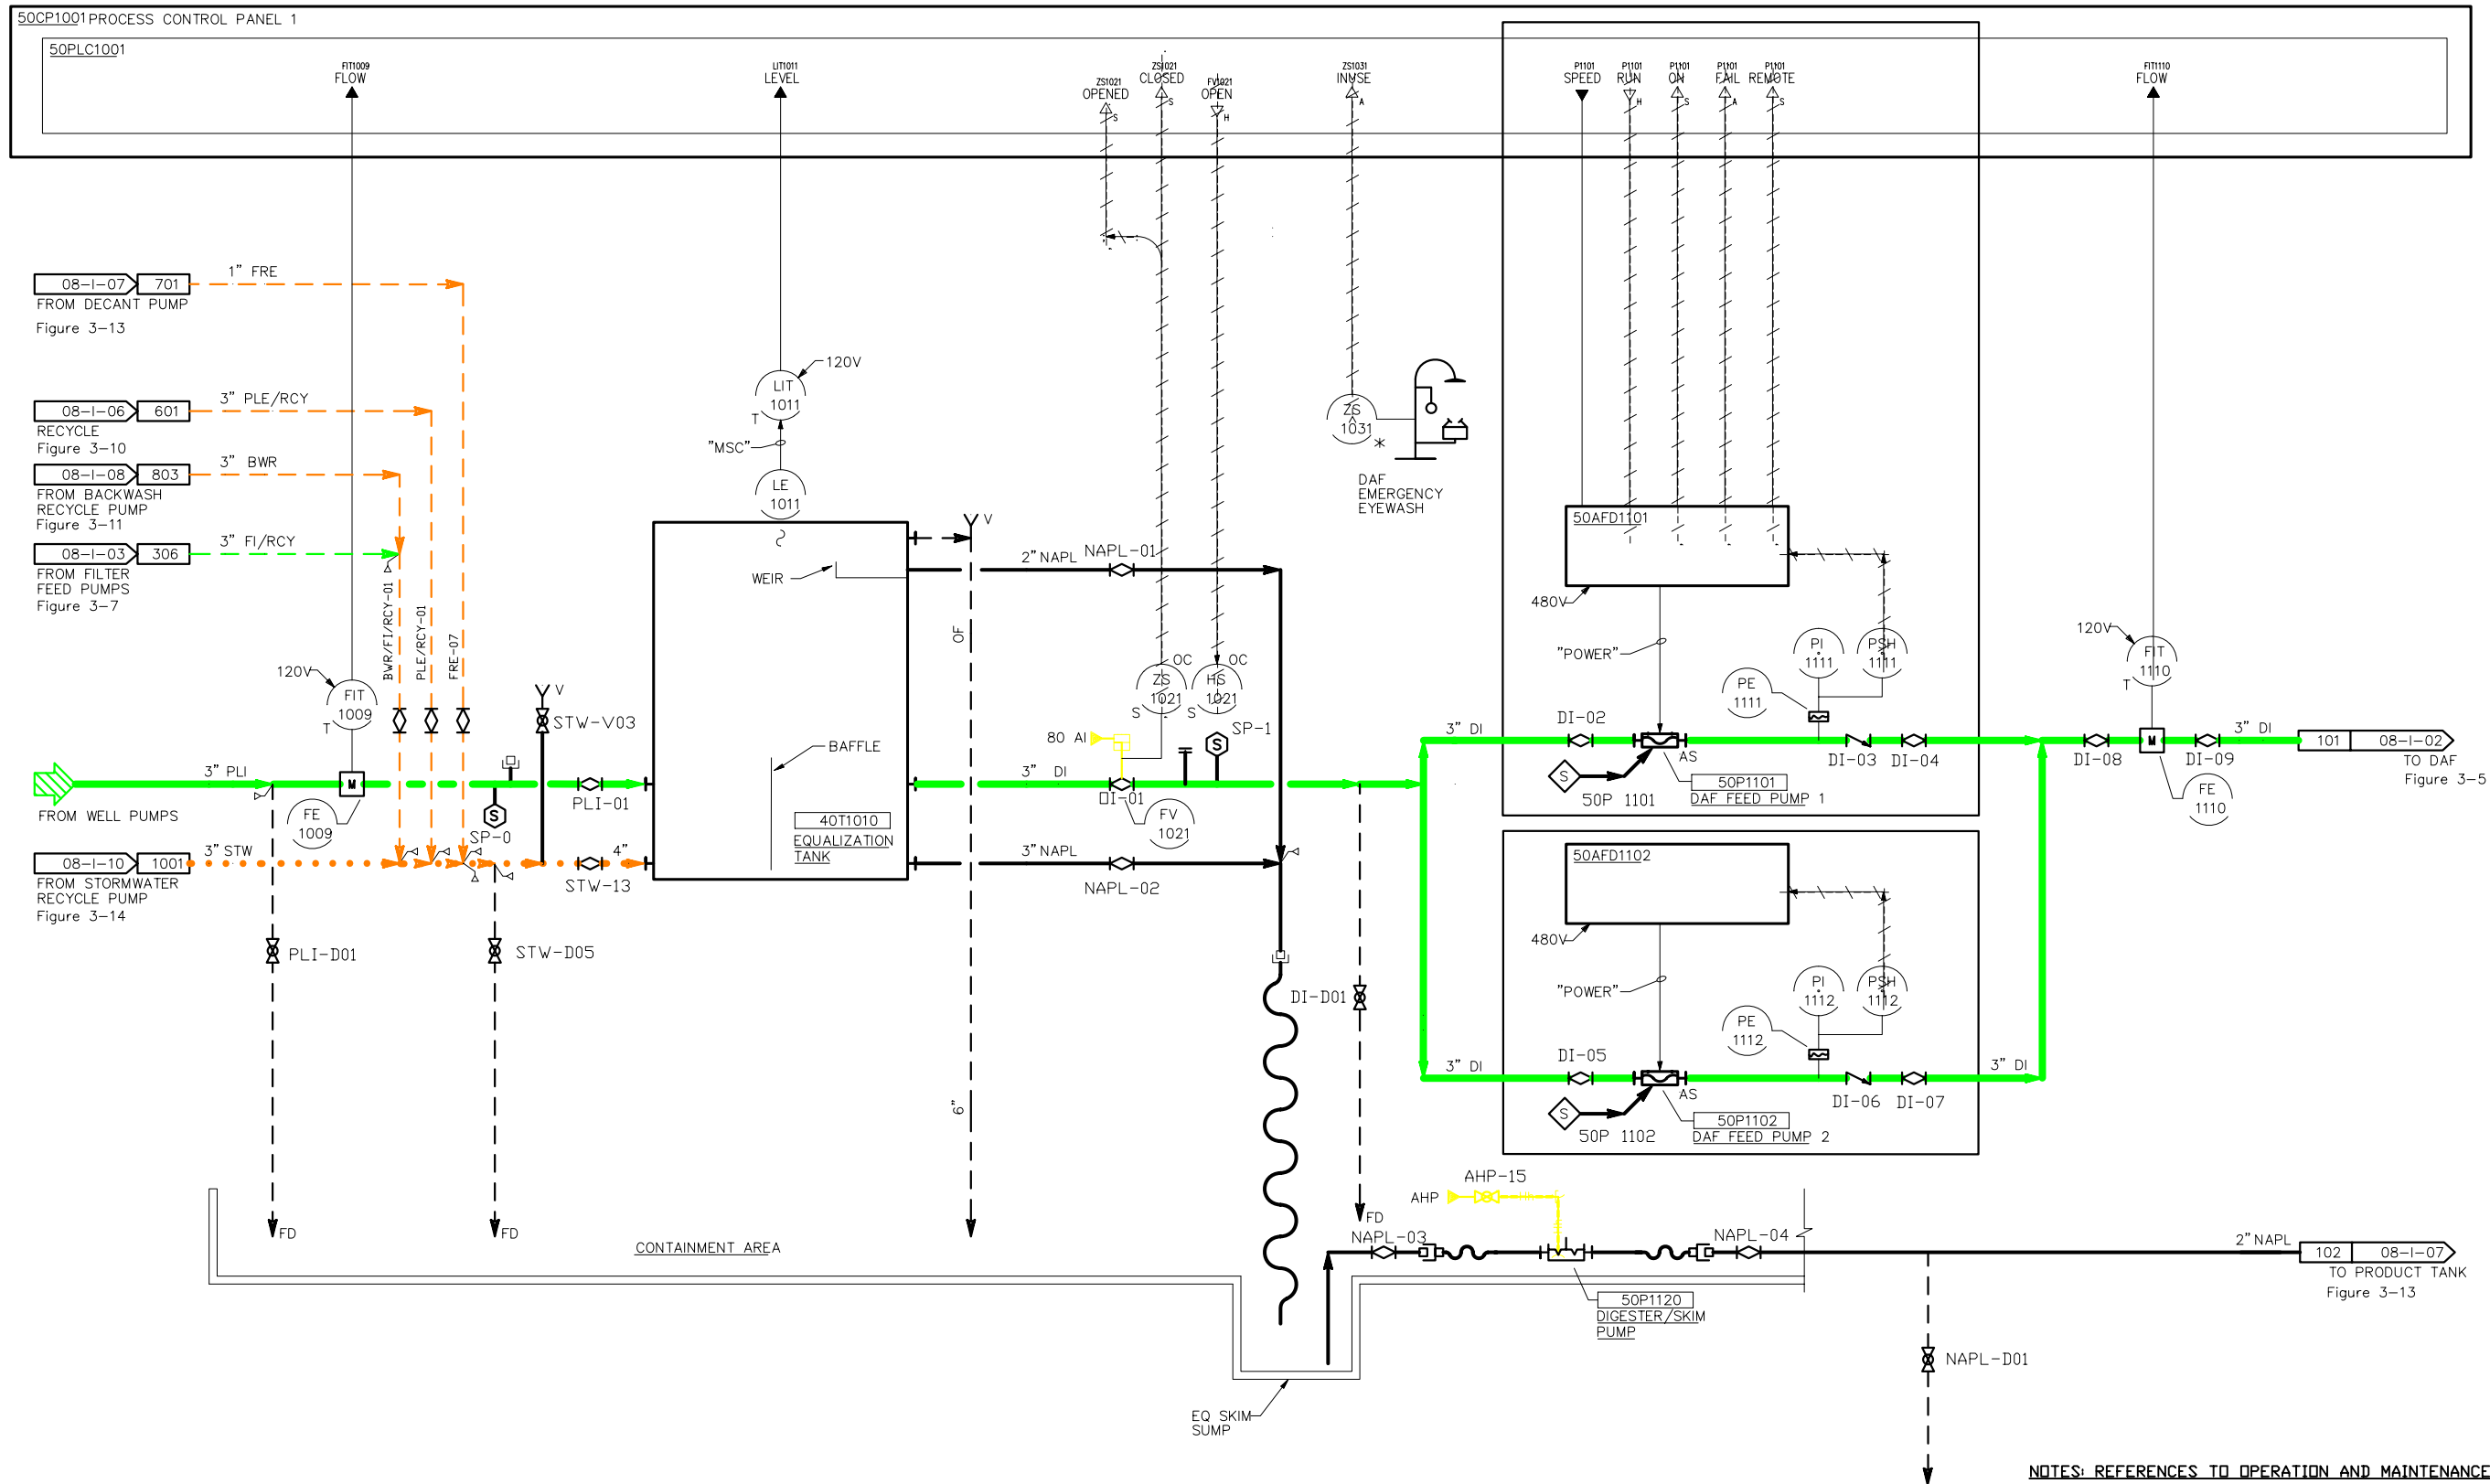 50CP1001 PROCESS CONTROL PANEL 1
50PLC1001
FIT1009
FLOW
LIT1011
LEVEL
ZS1021
OPENED
S
ZS1021
CLOSED
S
FV1021
OPEN
H
ZS1031
INUSE
A
P1101
SPEED
P1101
RUN
H
P1101
ON
S
P1101
FAIL
A
P1101
REMOTE
S
FIT1110
FLOW
08-I-07 701
1" FRE
FROM DECANT PUMP
Figure 3-13
08-I-06 601
3" PLE/RCY
RECYCLE
Figure 3-10
08-I-08 803
3" BWR
FROM BACKWASH
RECYCLE PUMP
Figure 3-11
08-I-03 306
3" FI/RCY
FROM FILTER
FEED PUMPS
Figure 3-7
BWR/FI/RCY-01
PLE/RCY-01
FRE-07
120V
FIT
1009
T
3" PLI
FROM WELL PUMPS
FE
1009
M
S
SP-0
V
STW-V03
PLI-01
08-I-10 1001
3" STW
FROM STORMWATER
RECYCLE PUMP
Figure 3-14
4"
STW-13
PLI-D01
FD
STW-D05
FD
120V
LIT
1011
T
"MSC"
LE
1011
WEIR
BAFFLE
40T1010
EQUALIZATION
TANK
V
OF
6"
2" NAPL
NAPL-01
3" DI
80 AI
DI-01
FV
1021
ZS
1021
OC
S
HS
1021
OC
S
SP-1
S
3" NAPL
NAPL-02
ZS
1031
*
DAF
EMERGENCY
EYEWASH
DI-D01
FD
50AFD1101
480V
"POWER"
PI
1111
PSH
1111
PE
1111
3" DI
DI-02
AS
DI-03 DI-04
S
50P 1101
50P1101
DAF FEED PUMP 1
50AFD1102
480V
"POWER"
PI
1112
PSH
1112
PE
1112
3" DI
DI-05
AS
DI-06 DI-07
3" DI
S
50P 1102
50P1102
DAF FEED PUMP 2
120V
FIT
1110
T
M
DI-08
DI-09
3" DI
FE
1110
101 08-I-02
TO DAF
Figure 3-5
CONTAINMENT AREA
AHP-15
AHP
NAPL-03
NAPL-04
50P1120
DIGESTER/SKIM
PUMP
2" NAPL
102 08-I-07
TO PRODUCT TANK
Figure 3-13
NAPL-D01
EQ SKIM
SUMP
NOTES: REFERENCES TO OPERATION AND MAINTENANCE